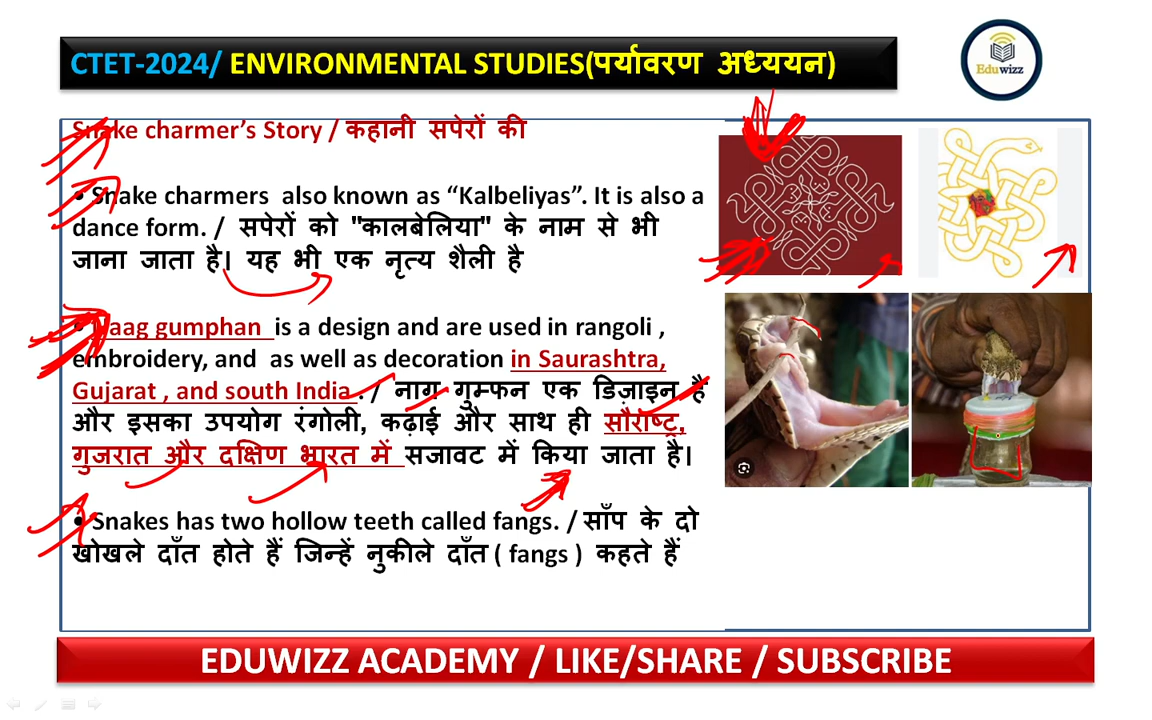 CTET-2024/ ENVIRONMENTAL STUDIES(पर्यावरण अध्ययन)
Eduwizz
Snake charmer's Story / कहानी सपेरों की
• Snake charmers also known as “Kalbeliyas”. It is also a
dance form. / सपेरों को "कालबेलिया" के नाम से भी
जाना जाता है। यह भी एक नृत्य शैली है
• Naag gumphan is a design and are used in rangoli ,
embroidery, and as well as decoration in Saurashtra,
Gujarat , and south India . / नाग गुम्फन एक डिज़ाइन है
और इसका उपयोग रंगोली, कढ़ाई और साथ ही सौराष्ट्र,
गुजरात और दक्षिण भारत में सजावट में किया जाता है।
• Snakes has two hollow teeth called fangs. / साँप के दो
खोखले दाँत होते हैं जिन्हें नुकीले दाँत ( fangs ) कहते हैं
EDUWIZZ ACADEMY / LIKE/SHARE / SUBSCRIBE